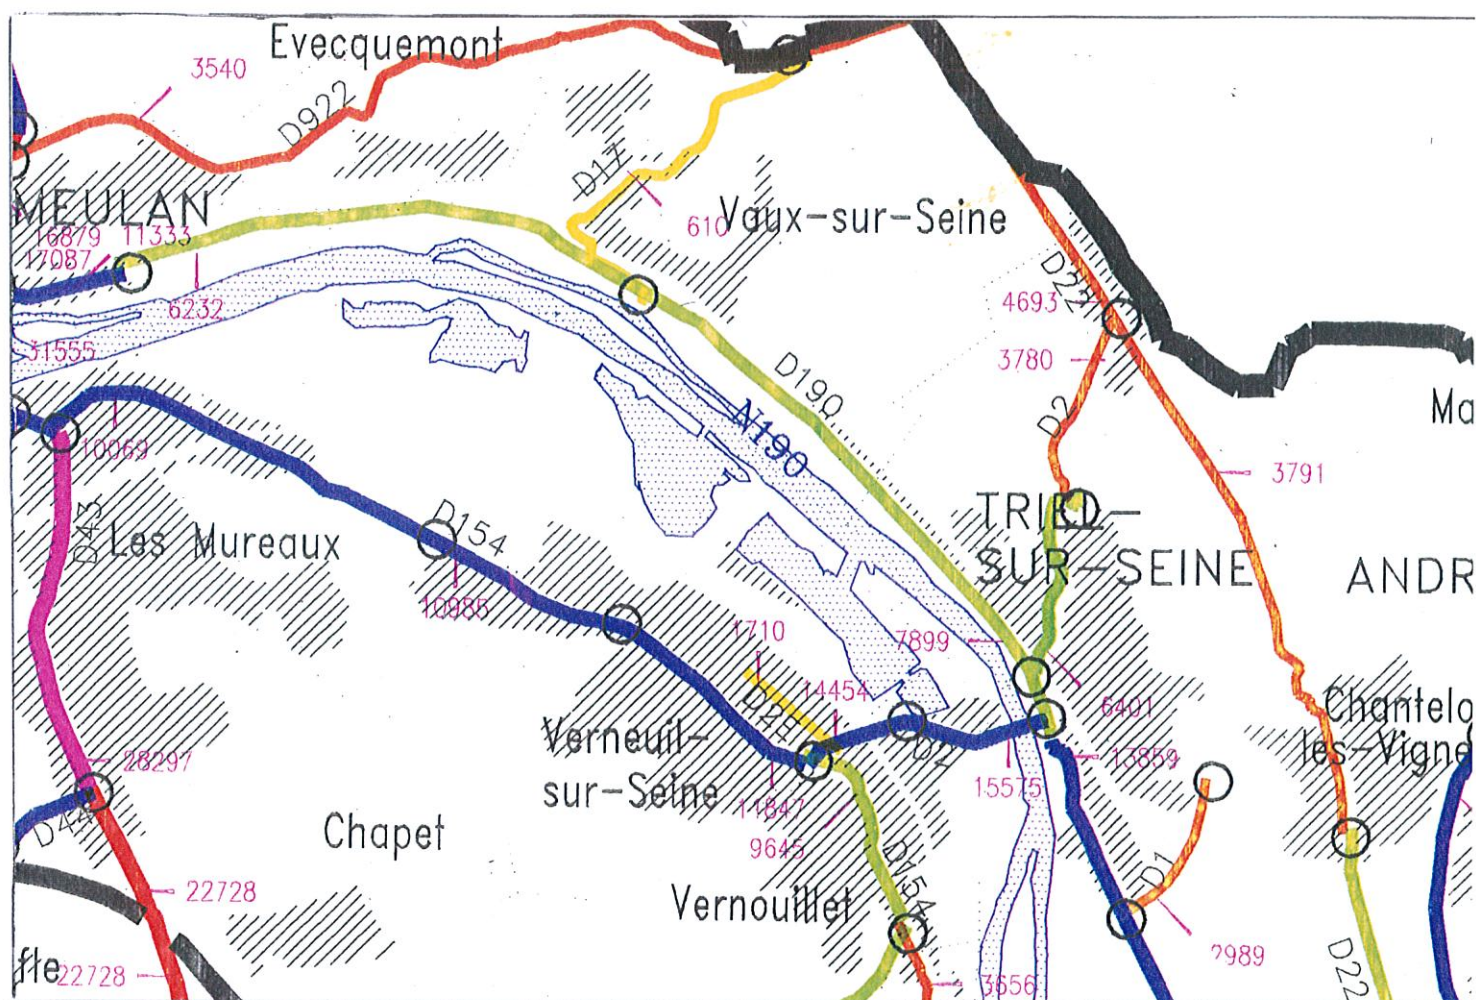 Evecquemont
3540
D922
D17
MEULAN
610
Vaux-sur-Seine
16879
11333
17087
6232
D22
4693
31555
3780
D190
D2
Ma
N190
10069
3791
D43
Les Mureaux
D154
TRIEL-
SUR-SEINE
ANDR
10985
1710
7899
14454
6401
Chantelo
les-Vigne
Verneuil-
sur-Seine
D2
13859
28297
15575
11847
D44
Chapet
9645
D154
D1
22728
Vernouillet
2989
D22
fle
22728
3656